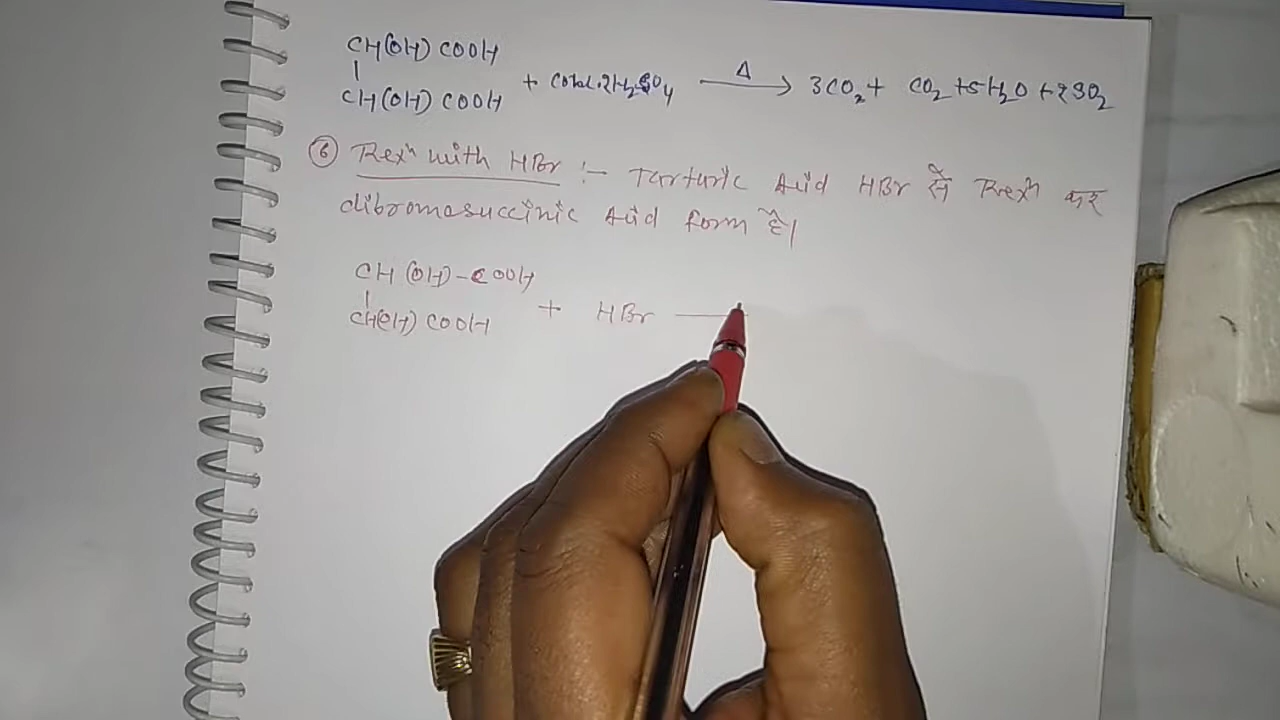 CH(OH) COOH
| + Conc. 2H₂SO₄ —Δ→ 3CO₂ + CO₂ + 5H₂O + 2SO₂
CH(OH) COOH
⑥ Rexⁿ with HBr :- Tartaric Acid HBr से Rexⁿ कर
dibromosuccinic Acid form है।
CH (OH) - COOH
| + HBr —
CH(OH) COOH